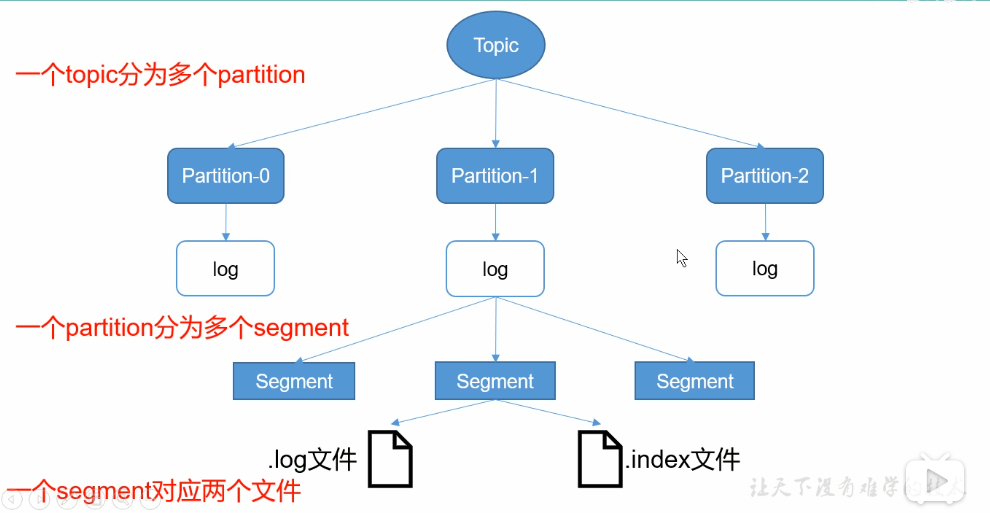 Topic
一个topic分为多个partition
Partition-0
Partition-1
Partition-2
log
log
log
一个partition分为多个segment
Segment
Segment
Segment
.log文件
.index文件
一个segment对应两个文件
让天下没有难学的技术